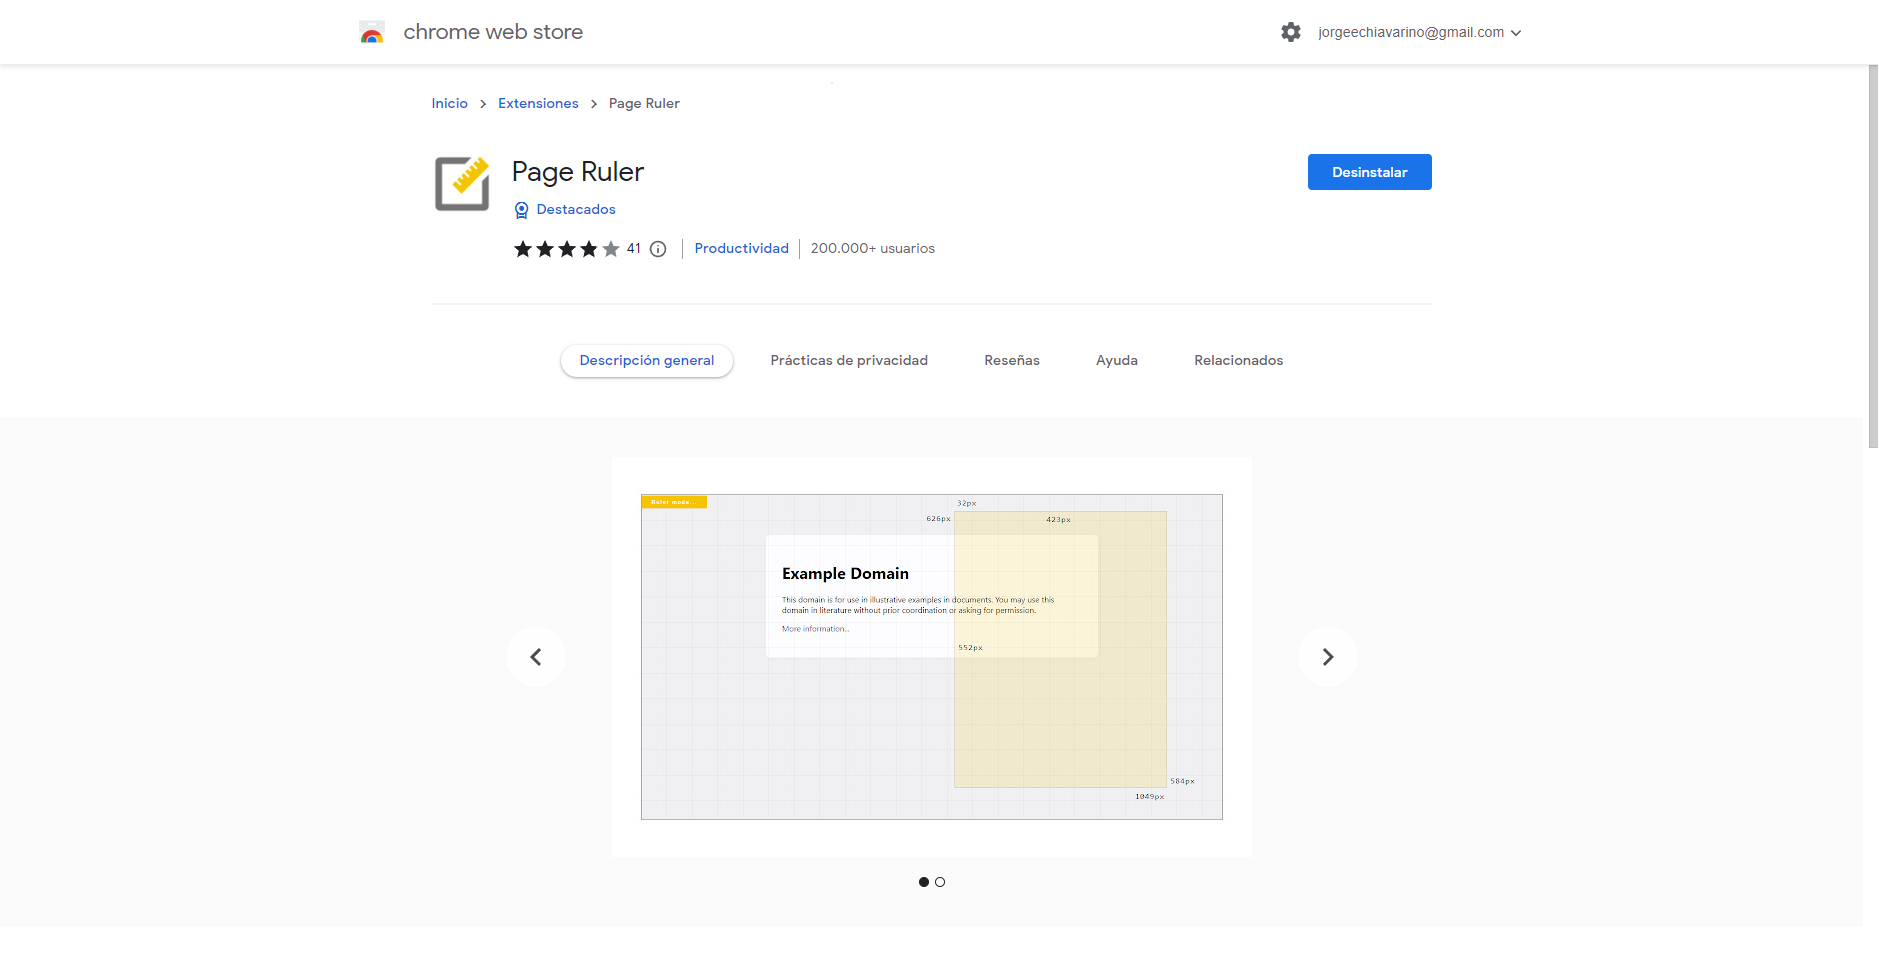 chrome web store
jorgeechiavarino@gmail.com
Inicio > Extensiones > Page Ruler
Page Ruler
Desinstalar
Destacados
41 Productividad 200.000+ usuarios
Descripción general Prácticas de privacidad Reseñas Ayuda Relacionados
Ruler mode...
32px
626px 423px
Example Domain
This domain is for use in illustrative examples in documents. You may use this
domain in literature without prior coordination or asking for permission.
More information...
552px
584px
1049px